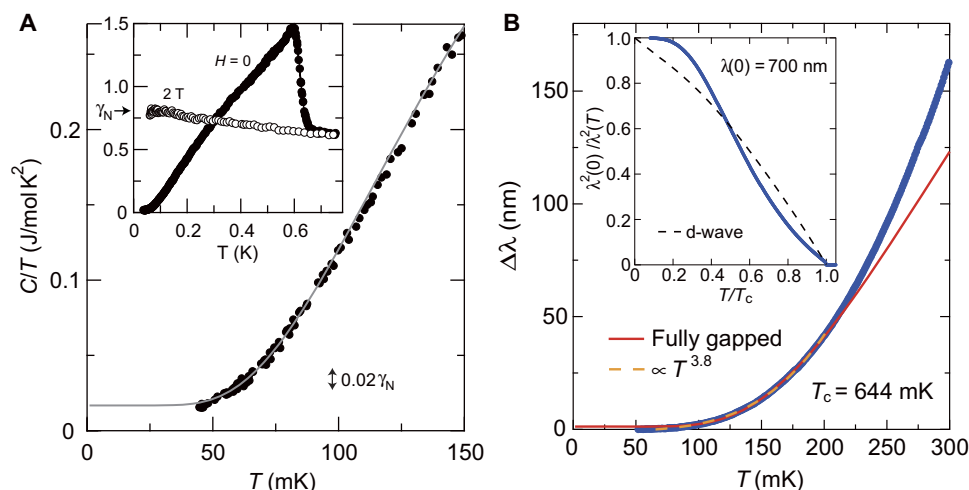 A
C/T (J/molK²)
0.2
0.1
0
0
50
100
150
T (mK)
0.02γN
1.5
1.0
γN
0.5
0
H = 0
2 T
0
0.2
0.4
0.6
T (K)
B
Δλ (nm)
150
100
50
0
0
50
100
150
200
250
300
T (mK)
Fully gapped
∝ T^3.8
Tc = 644 mK
λ²(0) /λ²(T)
1.0
0.8
0.6
0.4
0.2
0.0
λ(0) = 700 nm
d-wave
0.0
0.2
0.4
0.6
0.8
1.0
T/Tc